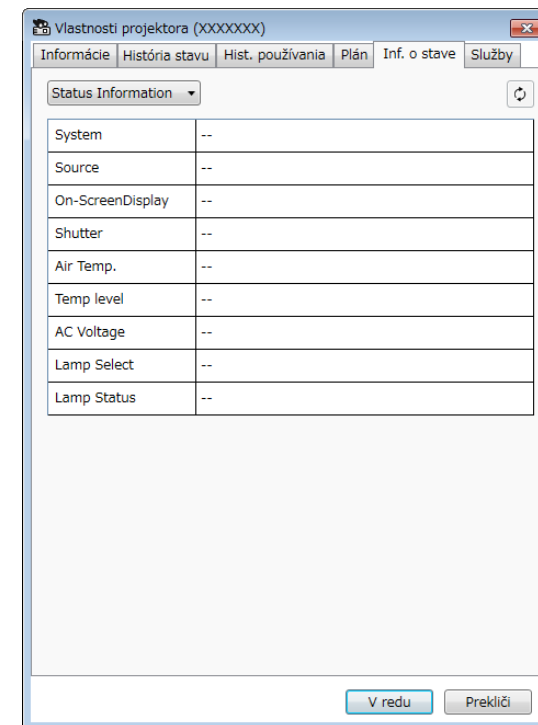 Vlastnosti projektora (XXXXXXX)
Informácie História stavu Hist. používania Plán Inf. o stave Služby
Status Information
System --
Source --
On-ScreenDisplay --
Shutter --
Air Temp. --
Temp level --
AC Voltage --
Lamp Select --
Lamp Status --
V redu Prekliči